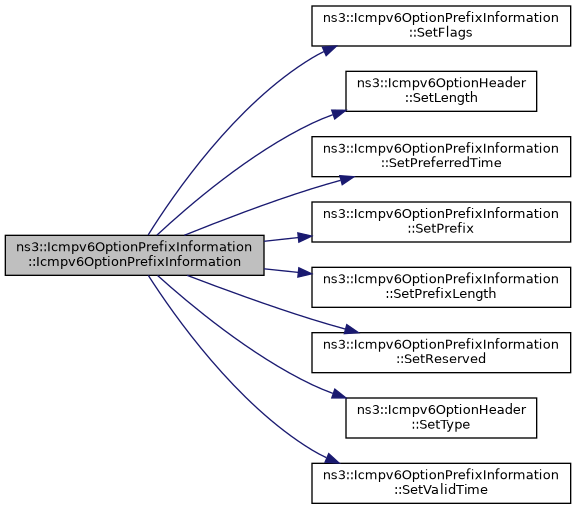 ns3::Icmpv6OptionPrefixInformation
::SetFlags
ns3::Icmpv6OptionHeader
::SetLength
ns3::Icmpv6OptionPrefixInformation
::SetPreferredTime
ns3::Icmpv6OptionPrefixInformation
::SetPrefix
ns3::Icmpv6OptionPrefixInformation
::Icmpv6OptionPrefixInformation
ns3::Icmpv6OptionPrefixInformation
::SetPrefixLength
ns3::Icmpv6OptionPrefixInformation
::SetReserved
ns3::Icmpv6OptionHeader
::SetType
ns3::Icmpv6OptionPrefixInformation
::SetValidTime